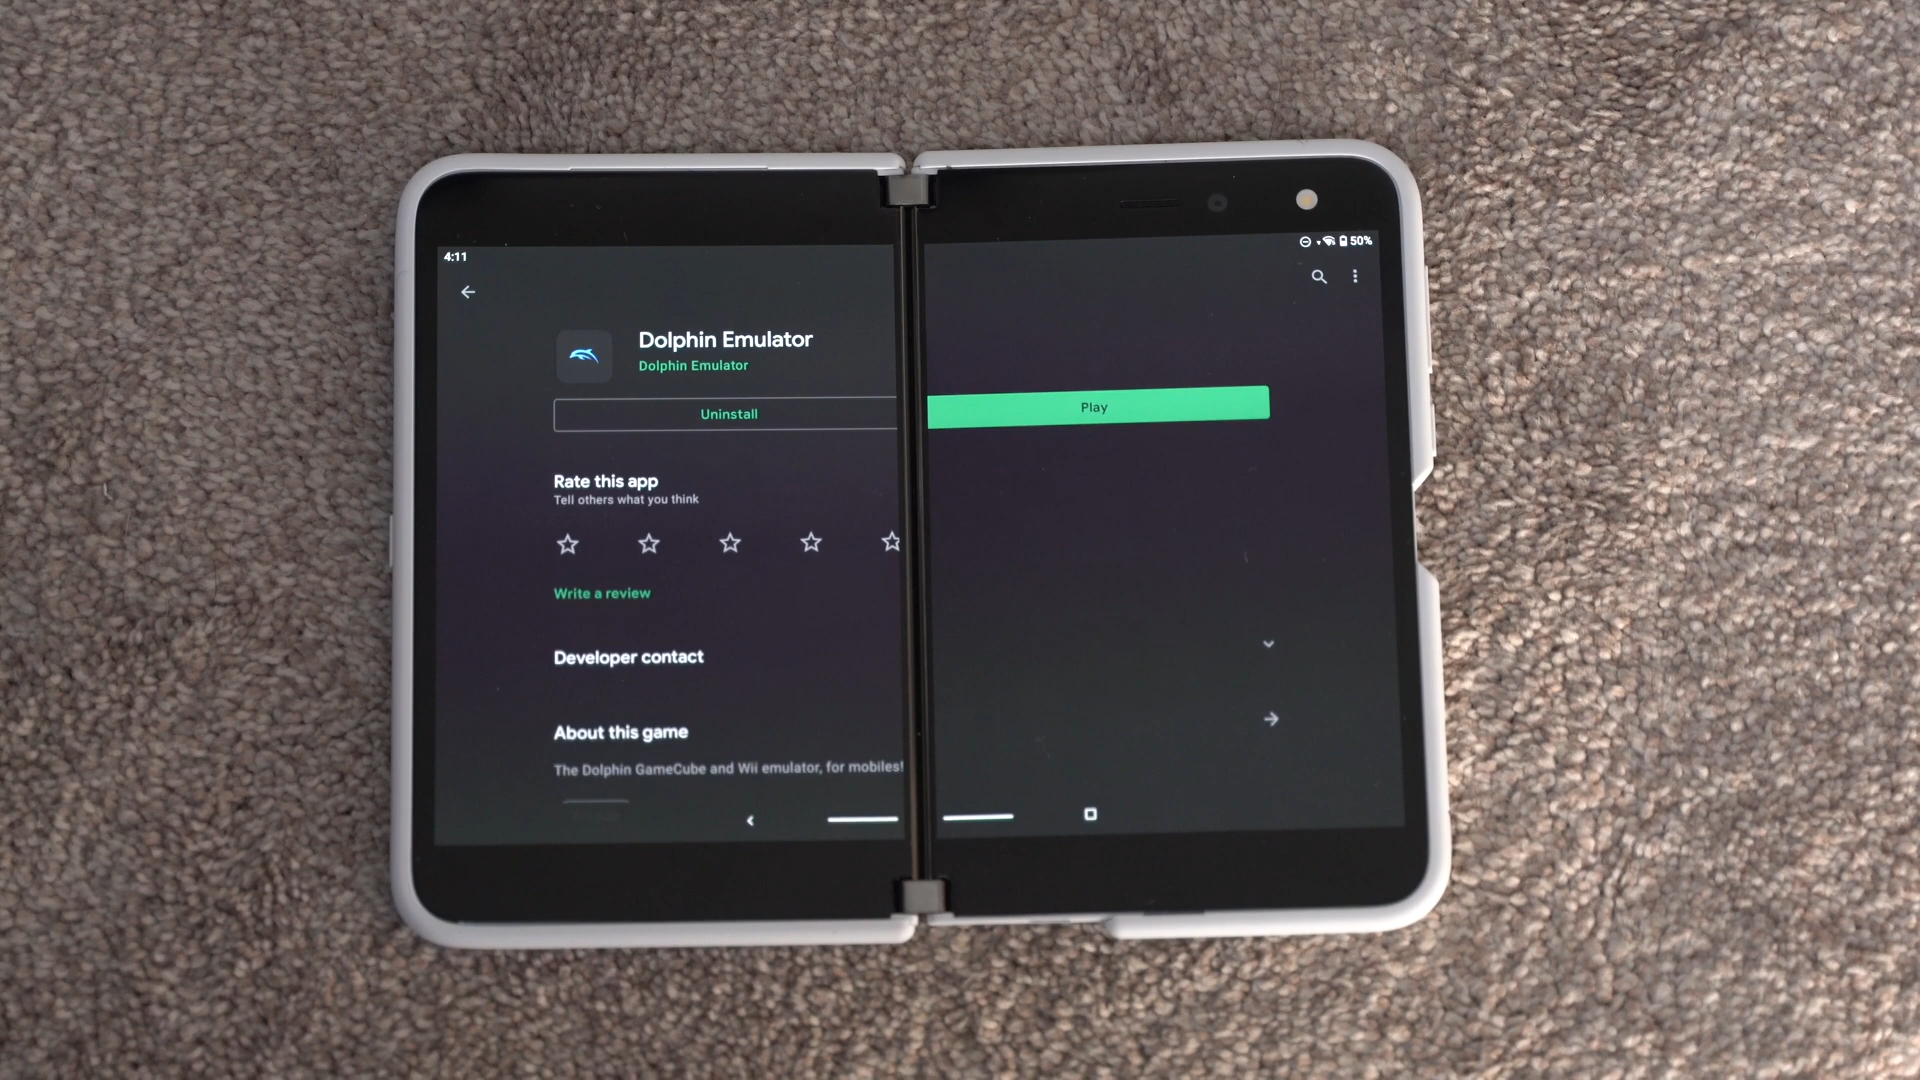 4:11
50%
Dolphin Emulator
Dolphin Emulator
Uninstall
Play
Rate this app
Tell others what you think
Write a review
Developer contact
About this game
The Dolphin GameCube and Wii emulator, for mobiles!